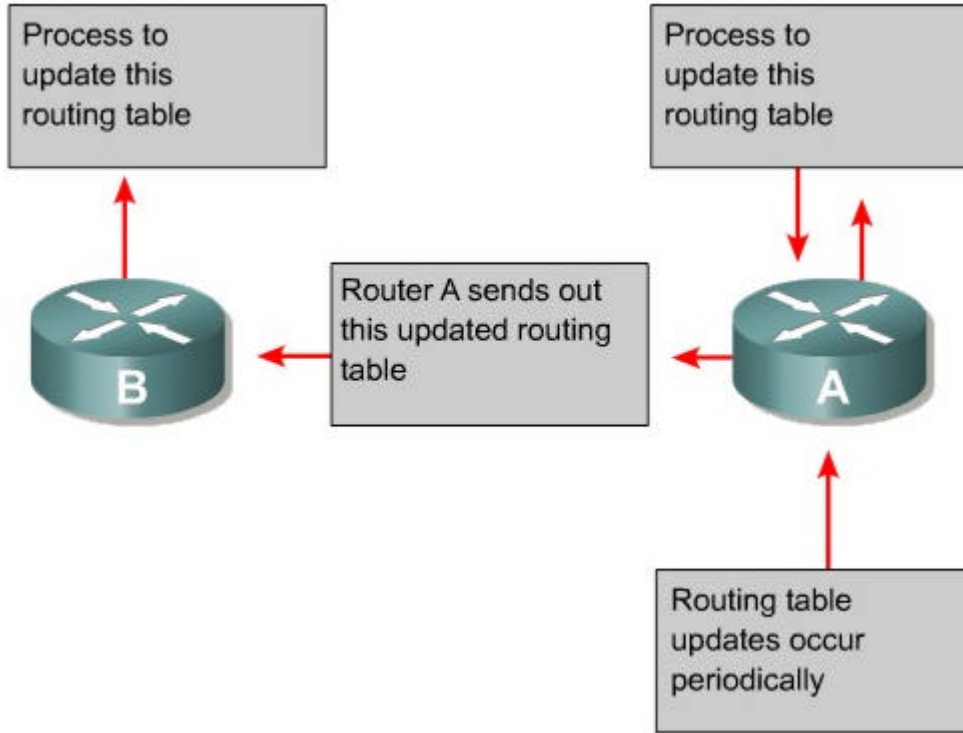 Process to
update this
routing table
Process to
update this
routing table
Router A sends out
this updated routing
table
B
A
Routing table
updates occur
periodically